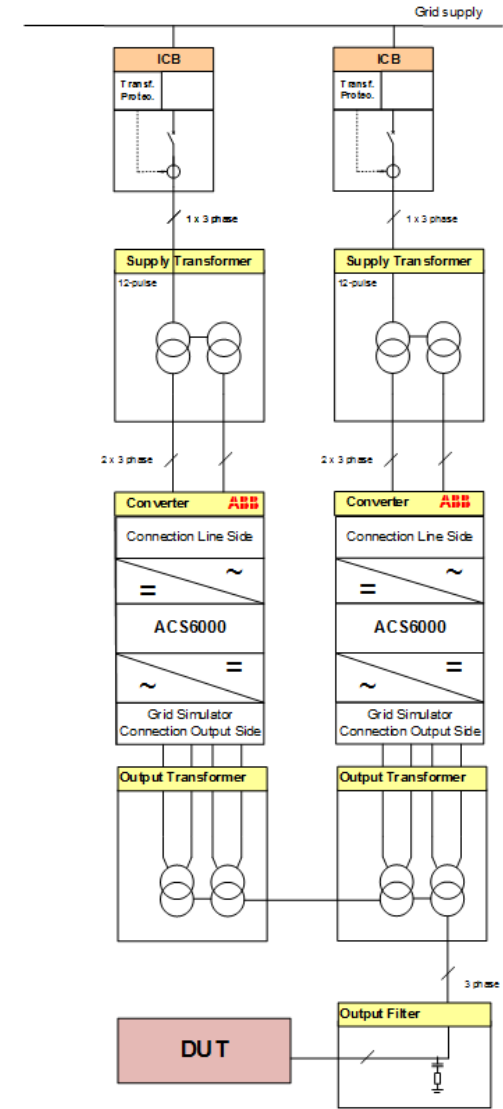 Grid supply
ICB
ICB
Transf.
Proteo.
Transf.
Proteo.
1 x 3 phase
1 x 3 phase
Supply Transformer
Supply Transformer
12-pulse
12-pulse
2 x 3 phase
2 x 3 phase
Converter ABB
Converter ABB
Connection Line Side
Connection Line Side
~
=
~
=
ACS6000
ACS6000
=
~
=
~
Grid Simulator
Connection Output Side
Grid Simulator
Connection Output Side
Output Transformer
Output Transformer
3 phase
Output Filter
DUT